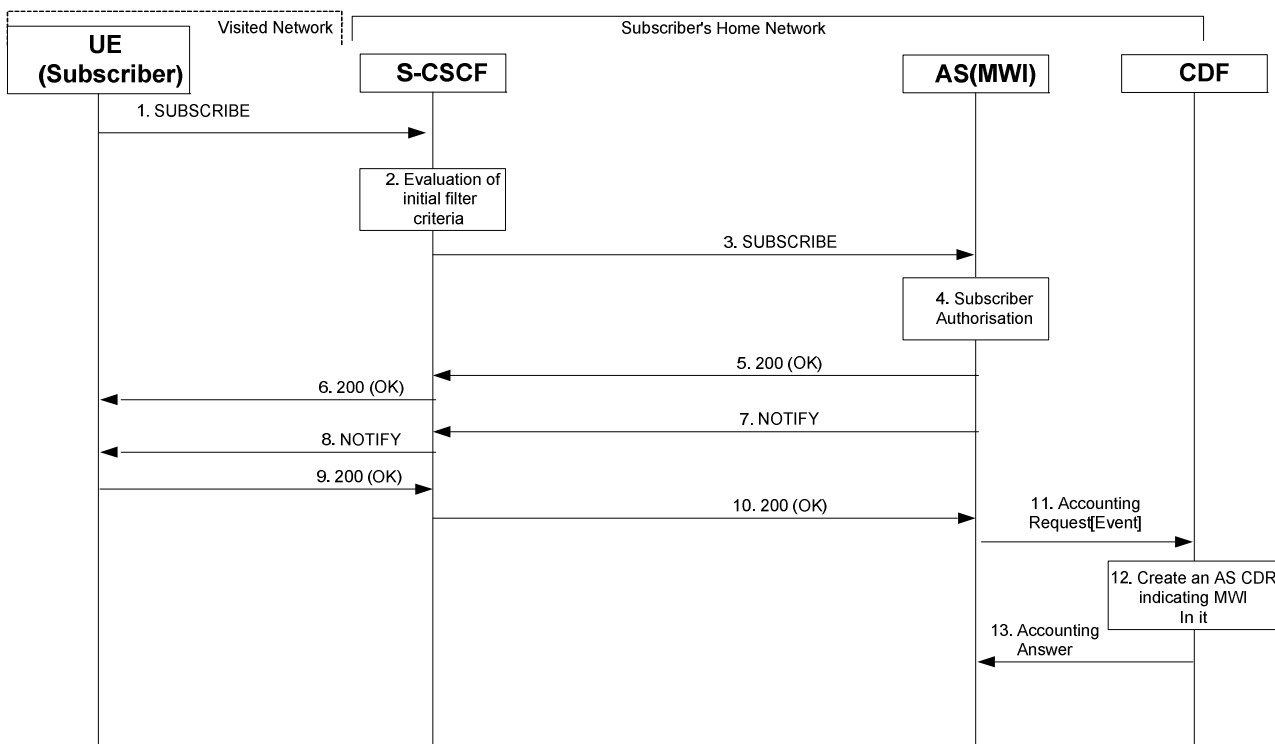 Visited Network
Subscriber's Home Network
UE
(Subscriber)
S-CSCF
AS(MWI)
CDF
1. SUBSCRIBE
2. Evaluation of
initial filter
criteria
3. SUBSCRIBE
4. Subscriber
Authorisation
5. 200 (OK)
6. 200 (OK)
7. NOTIFY
8. NOTIFY
9. 200 (OK)
10. 200 (OK)
11. Accounting
Request[Event]
12. Create an AS CDR
indicating MWI
In it
13. Accounting
Answer